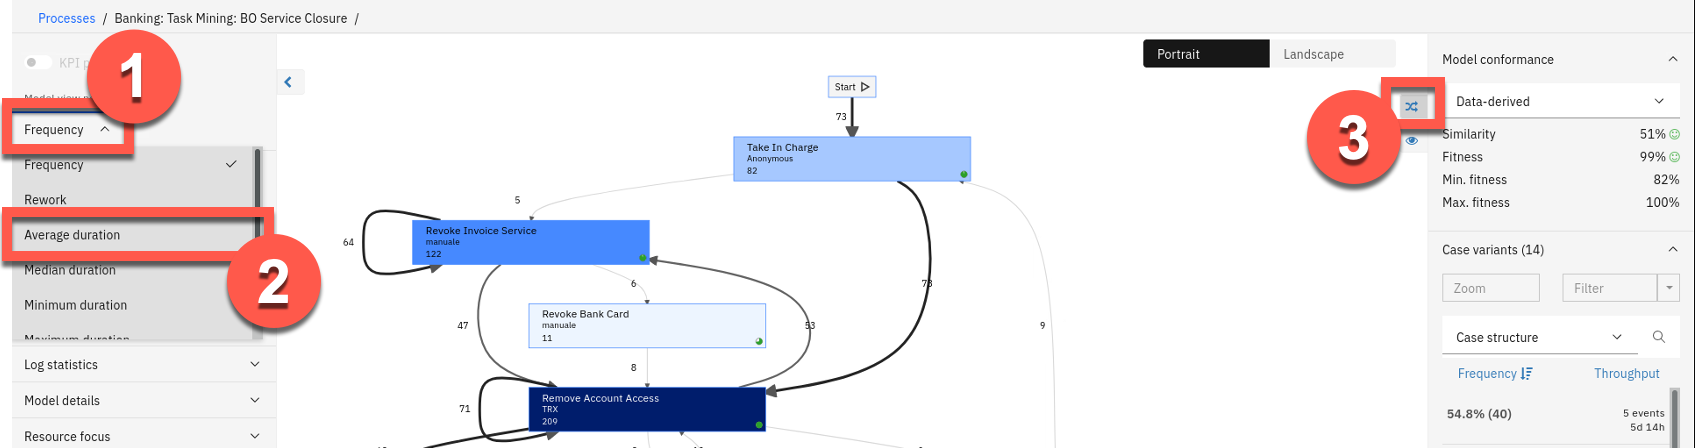 Processes / Banking: Task Mining: BO Service Closure /
KPI
1
Frequency
Frequency
Rework
Average duration
Median duration
2
Minimum duration
Maximum duration
Log statistics
Model details
Resource focus
Portrait
Landscape
Start
73
Take In Charge
Anonymous
82
5
Revoke Invoice Service
manuale
122
64
6
73
Revoke Bank Card
manuale
11
47
53
9
8
Remove Account Access
TRX
209
71
3
Model conformance
Data-derived
Similarity 51%
Fitness 99%
Min. fitness 82%
Max. fitness 100%
Case variants (14)
Zoom
Filter
Case structure
Frequency
Throughput
54.8% (40)
5 events
5d 14h